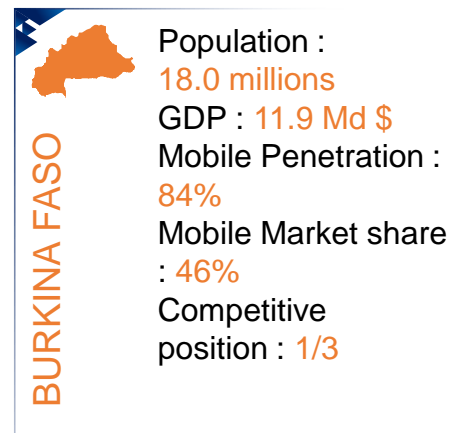 BURKINA FASO
Population :
18.0 millions
GDP : 11.9 Md $
Mobile Penetration :
84%
Mobile Market share
: 46%
Competitive
position : 1/3